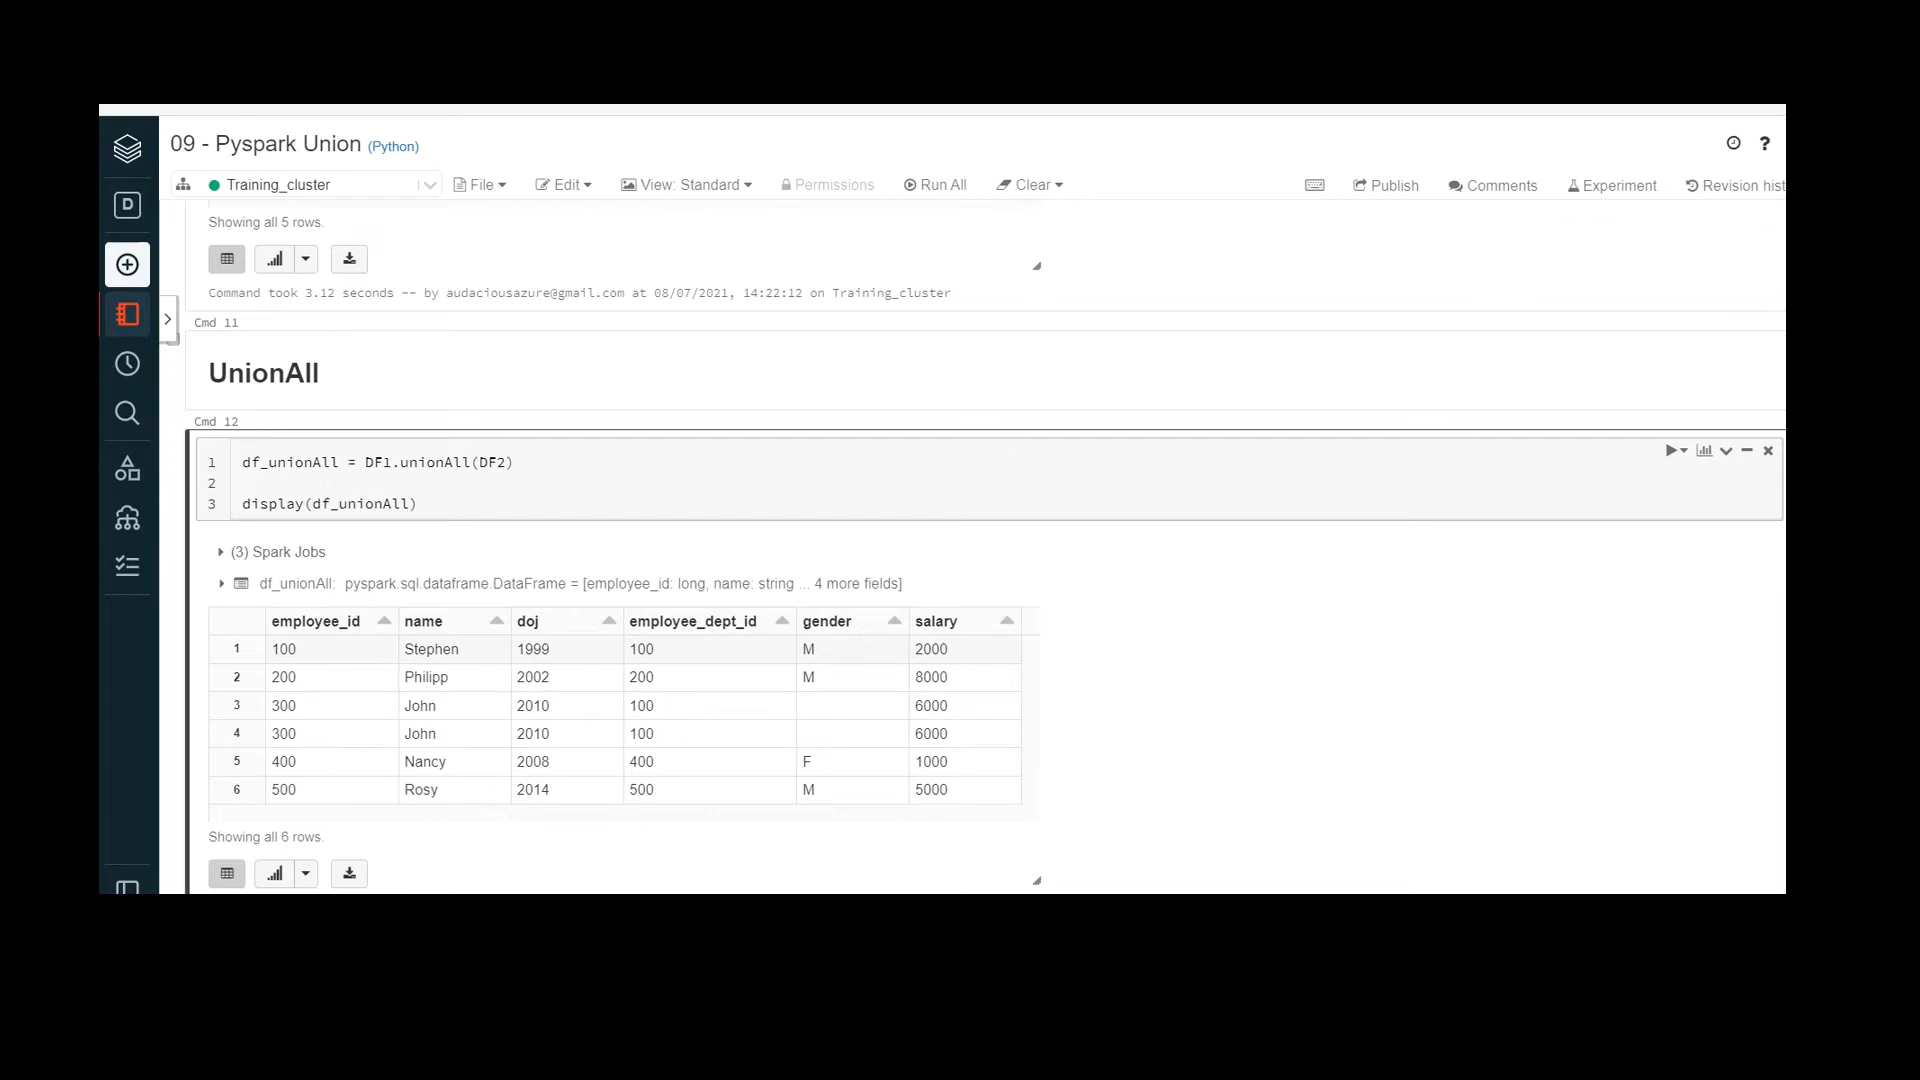 09 - Pyspark Union (Python)
Training_cluster File Edit View: Standard Permissions Run All Clear Publish Comments Experiment Revision hist
D
Showing all 5 rows.
Command took 3.12 seconds -- by audaciousazure@gmail.com at 08/07/2021, 14:22:12 on Training_cluster
Cmd 11
UnionAll
Cmd 12
1 df_unionAll = DF1.unionAll(DF2)
2
3 display(df_unionAll)
(3) Spark Jobs
df_unionAll: pyspark.sql.dataframe.DataFrame = [employee_id: long, name: string ... 4 more fields]
employee_id name doj employee_dept_id gender salary
1 100 Stephen 1999 100 M 2000
2 200 Philipp 2002 200 M 8000
3 300 John 2010 100 6000
4 300 John 2010 100 6000
5 400 Nancy 2008 400 F 1000
6 500 Rosy 2014 500 M 5000
Showing all 6 rows.